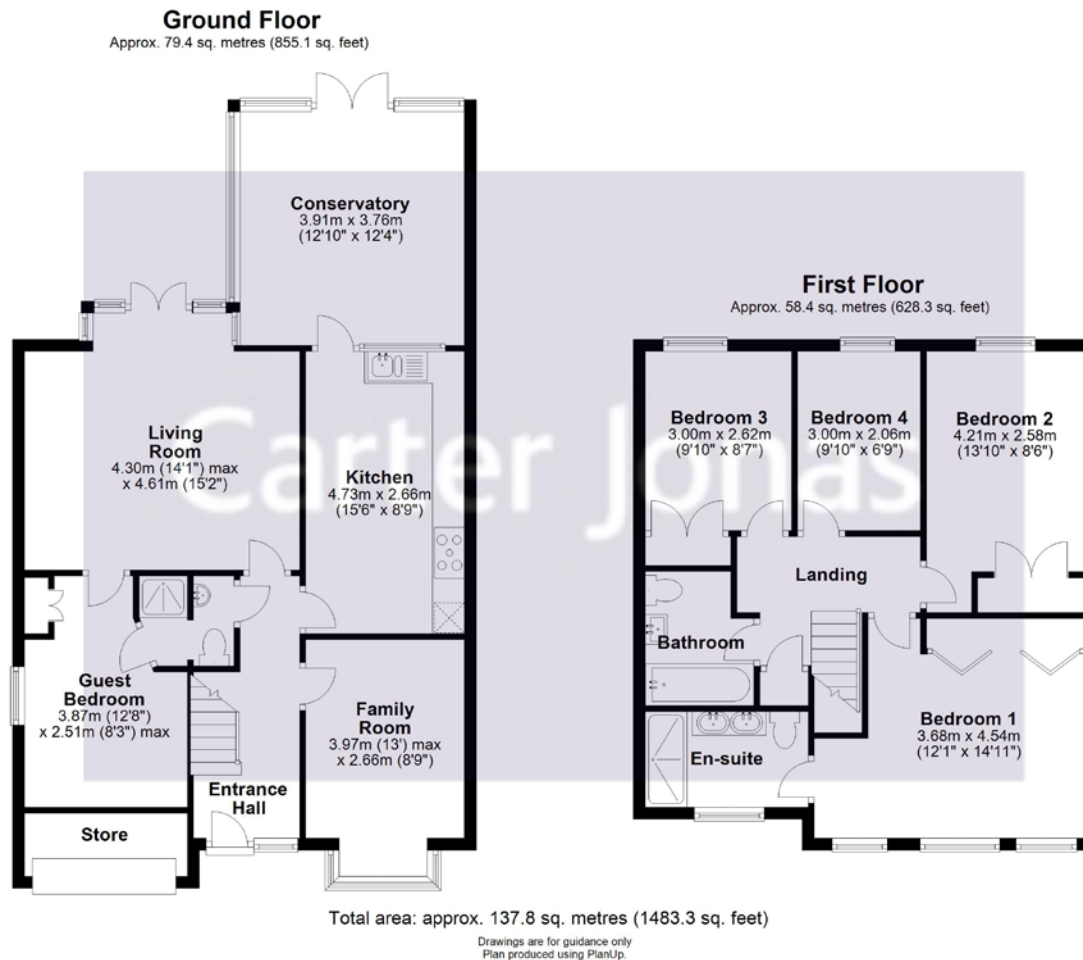 Ground Floor
Approx. 79.4 sq. metres (855.1 sq. feet)
Conservatory
3.91m x 3.76m
(12'10" x 12'4")
Living
Room
4.30m (14'1") max
x 4.61m (15'2")
Kitchen
4.73m x 2.66m
(15'6" x 8'9")
Guest
Bedroom
3.87m (12'8")
x 2.51m (8'3") max
Family
Room
3.97m (13') max
x 2.66m (8'9")
Entrance
Hall
Store
First Floor
Approx. 58.4 sq. metres (628.3 sq. feet)
Bedroom 3
3.00m x 2.62m
(9'10" x 8'7")
Bedroom 4
3.00m x 2.06m
(9'10" x 6'9")
Bedroom 2
4.21m x 2.58m
(13'10" x 8'6")
Landing
Bathroom
Bedroom 1
3.68m x 4.54m
(12'1" x 14'11")
En-suite
Carter Jonas
Total area: approx. 137.8 sq. metres (1483.3 sq. feet)
Drawings are for guidance only
Plan produced using PlanUp.